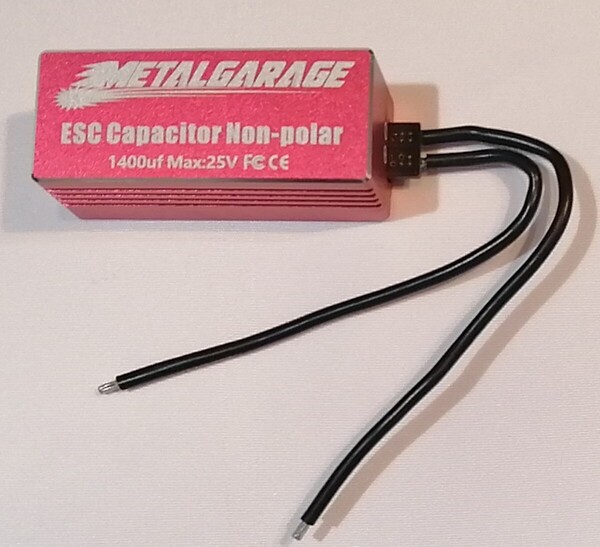 METALGARAGE
ESC Capacitor Non-polar
1400uf Max:25V FC CE